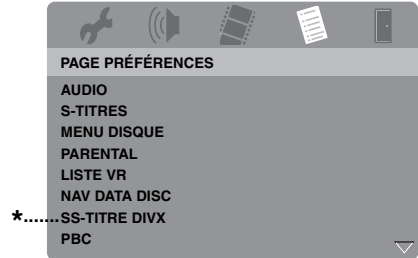 PAGE PRÉFÉRENCES
AUDIO
S-TITRES
MENU DISQUE
PARENTAL
LISTE VR
NAV DATA DISC
*.......SS-TITRE DIVX
PBC